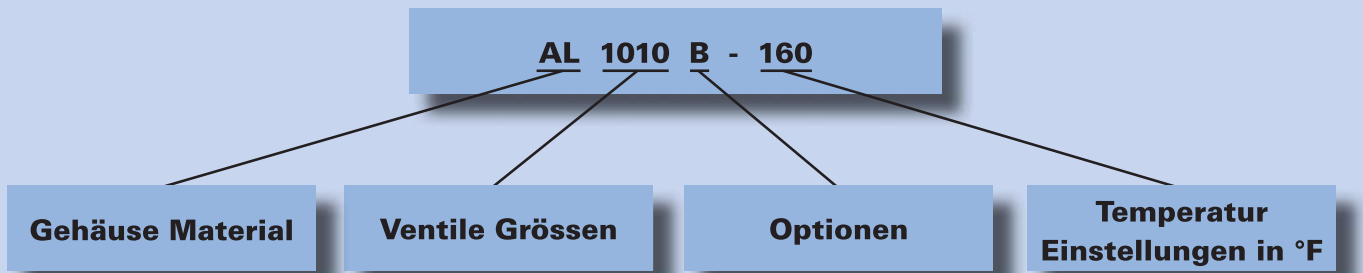 AL 1010 B - 160
Gehäuse Material
Ventile Grössen
Optionen
Temperatur
Einstellungen in °F